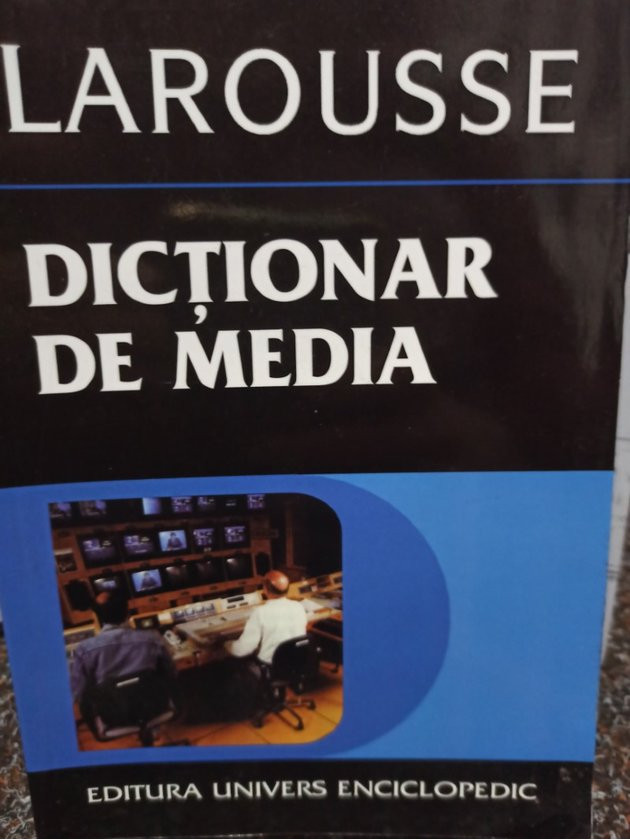 LAROUSSE
DICȚIONAR
DE MEDIA
EDITURA UNIVERS ENCICLOPEDIC